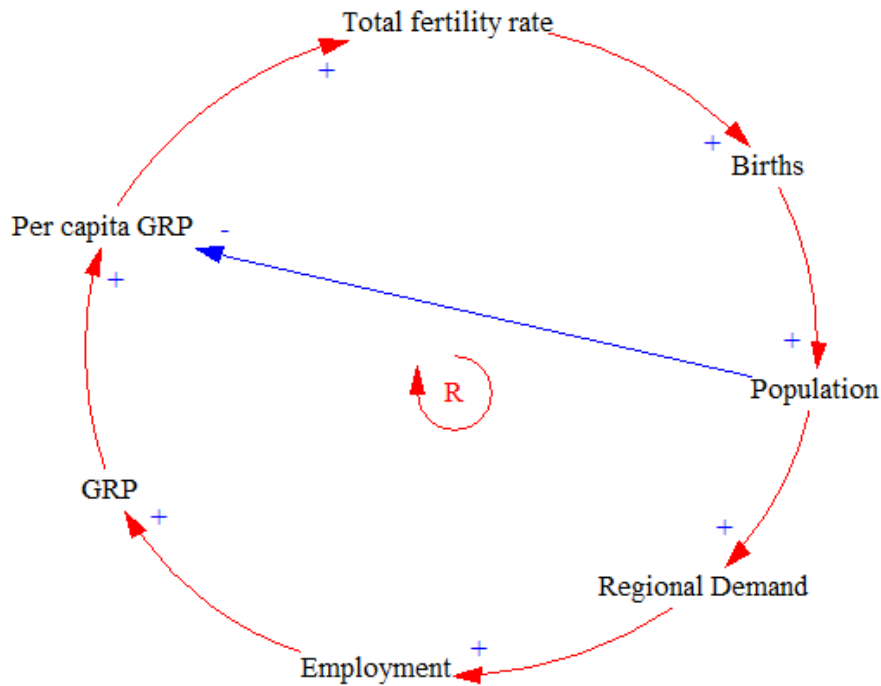 Total fertility rate
+
+
Births
Per capita GRP
-
+
+
Population
R
GRP
+
+
Regional Demand
+
Employment